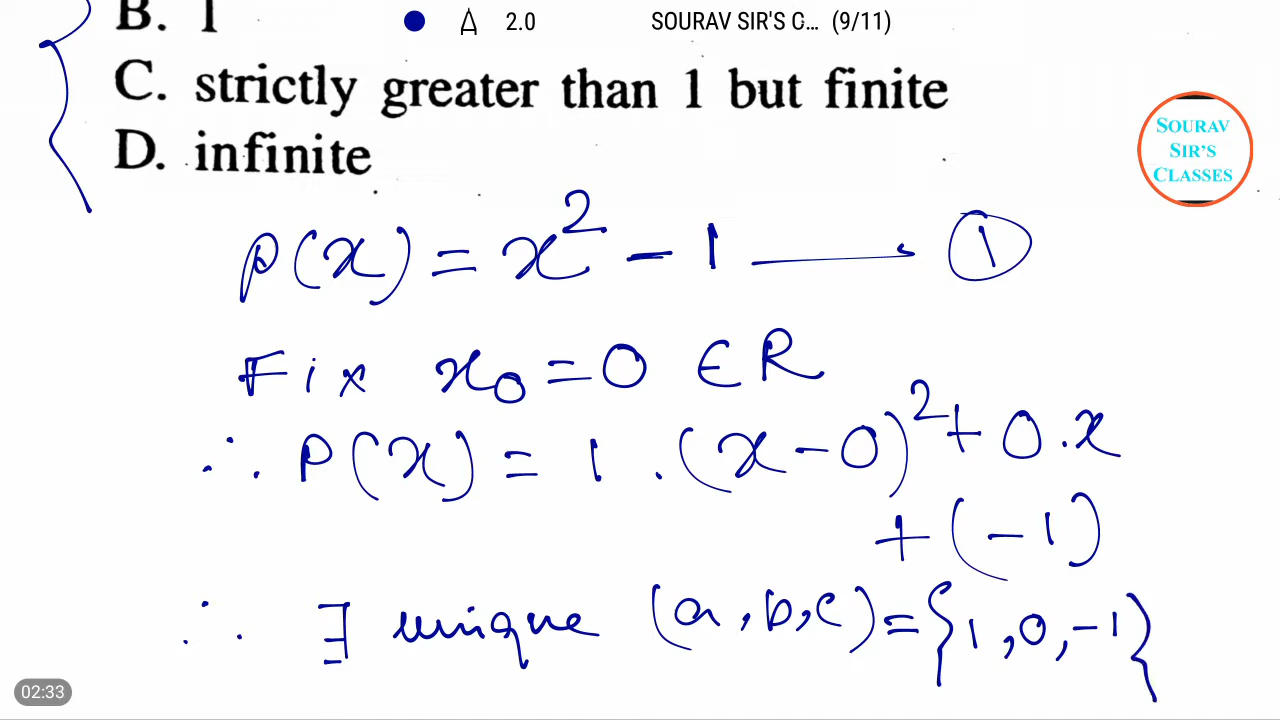 B. 1
2.0 SOURAV SIR'S C... (9/11)
C. strictly greater than 1 but finite
D. infinite
SOURAV
SIR'S
CLASSES
P(x) = x² - 1 ⟶ ①
Fix x₀ = 0 ∈ R
∴ P(x) = 1 . (x - 0)² + 0 . x
+ (-1)
∴ ∃ unique (a, b, c) = {1, 0, -1}
02:33